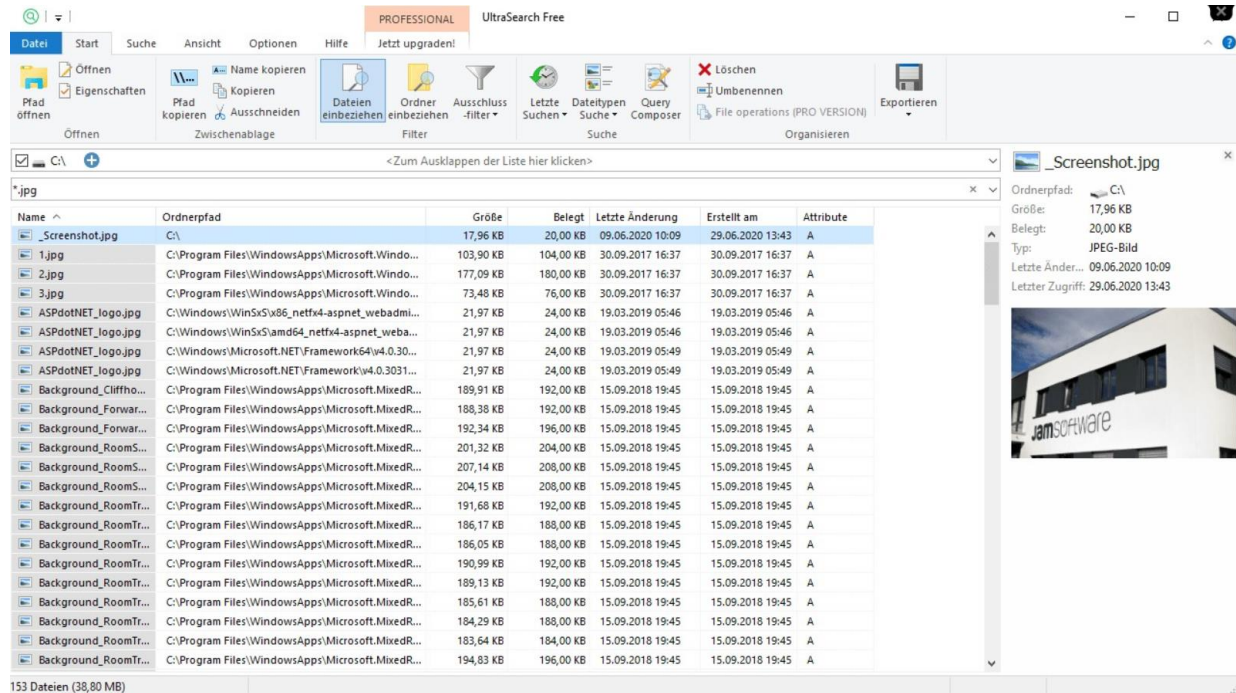 PROFESSIONAL UltraSearch Free
Datei Start Suche Ansicht Optionen Hilfe Jetzt upgraden!
Pfad öffnen
Öffnen
Eigenschaften
Öffnen
Pfad kopieren
Name kopieren
Kopieren
Ausschneiden
Zwischenablage
Dateien einbeziehen
Ordner einbeziehen
Ausschluss -filter
Filter
Letzte Suchen
Dateitypen Suche
Query Composer
Suche
Löschen
Umbenennen
File operations (PRO VERSION)
Exportieren
Organisieren
C:\ <Zum Ausklappen der Liste hier klicken>
*.jpg
Name Ordnerpfad Größe Belegt Letzte Änderung Erstellt am Attribute
_Screenshot.jpg C:\ 17,96 KB 20,00 KB 09.06.2020 10:09 29.06.2020 13:43 A
1.jpg C:\Program Files\WindowsApps\Microsoft.Windo... 103,90 KB 104,00 KB 30.09.2017 16:37 30.09.2017 16:37 A
2.jpg C:\Program Files\WindowsApps\Microsoft.Windo... 177,09 KB 180,00 KB 30.09.2017 16:37 30.09.2017 16:37 A
3.jpg C:\Program Files\WindowsApps\Microsoft.Windo... 73,48 KB 76,00 KB 30.09.2017 16:37 30.09.2017 16:37 A
ASPdotNET_logo.jpg C:\Windows\WinSxS\x86_netfx4-aspnet_webadmi... 21,97 KB 24,00 KB 19.03.2019 05:46 19.03.2019 05:46 A
ASPdotNET_logo.jpg C:\Windows\WinSxS\amd64_netfx4-aspnet_weba... 21,97 KB 24,00 KB 19.03.2019 05:46 19.03.2019 05:46 A
ASPdotNET_logo.jpg C:\Windows\Microsoft.NET\Framework64\v4.0.30... 21,97 KB 24,00 KB 19.03.2019 05:49 19.03.2019 05:49 A
ASPdotNET_logo.jpg C:\Windows\Microsoft.NET\Framework\v4.0.3031... 21,97 KB 24,00 KB 19.03.2019 05:49 19.03.2019 05:49 A
Background_Cliffho... C:\Program Files\WindowsApps\Microsoft.MixedR... 189,91 KB 192,00 KB 15.09.2018 19:45 15.09.2018 19:45 A
Background_Forwar... C:\Program Files\WindowsApps\Microsoft.MixedR... 188,38 KB 192,00 KB 15.09.2018 19:45 15.09.2018 19:45 A
Background_Forwar... C:\Program Files\WindowsApps\Microsoft.MixedR... 192,34 KB 196,00 KB 15.09.2018 19:45 15.09.2018 19:45 A
Background_RoomS... C:\Program Files\WindowsApps\Microsoft.MixedR... 201,32 KB 204,00 KB 15.09.2018 19:45 15.09.2018 19:45 A
Background_RoomS... C:\Program Files\WindowsApps\Microsoft.MixedR... 207,14 KB 208,00 KB 15.09.2018 19:45 15.09.2018 19:45 A
Background_RoomS... C:\Program Files\WindowsApps\Microsoft.MixedR... 204,15 KB 208,00 KB 15.09.2018 19:45 15.09.2018 19:45 A
Background_RoomTr... C:\Program Files\WindowsApps\Microsoft.MixedR... 191,68 KB 192,00 KB 15.09.2018 19:45 15.09.2018 19:45 A
Background_RoomTr... C:\Program Files\WindowsApps\Microsoft.MixedR... 186,17 KB 188,00 KB 15.09.2018 19:45 15.09.2018 19:45 A
Background_RoomTr... C:\Program Files\WindowsApps\Microsoft.MixedR... 186,05 KB 188,00 KB 15.09.2018 19:45 15.09.2018 19:45 A
Background_RoomTr... C:\Program Files\WindowsApps\Microsoft.MixedR... 190,99 KB 192,00 KB 15.09.2018 19:45 15.09.2018 19:45 A
Background_RoomTr... C:\Program Files\WindowsApps\Microsoft.MixedR... 189,13 KB 192,00 KB 15.09.2018 19:45 15.09.2018 19:45 A
Background_RoomTr... C:\Program Files\WindowsApps\Microsoft.MixedR... 185,61 KB 188,00 KB 15.09.2018 19:45 15.09.2018 19:45 A
Background_RoomTr... C:\Program Files\WindowsApps\Microsoft.MixedR... 184,29 KB 188,00 KB 15.09.2018 19:45 15.09.2018 19:45 A
Background_RoomTr... C:\Program Files\WindowsApps\Microsoft.MixedR... 183,64 KB 184,00 KB 15.09.2018 19:45 15.09.2018 19:45 A
Background_RoomTr... C:\Program Files\WindowsApps\Microsoft.MixedR... 194,83 KB 196,00 KB 15.09.2018 19:45 15.09.2018 19:45 A
153 Dateien (38,80 MB)
_Screenshot.jpg
Ordnerpfad: C:\
Größe: 17,96 KB
Belegt: 20,00 KB
Typ: JPEG-Bild
Letzte Änder... 09.06.2020 10:09
Letzter Zugriff: 29.06.2020 13:43
Jamsoftware